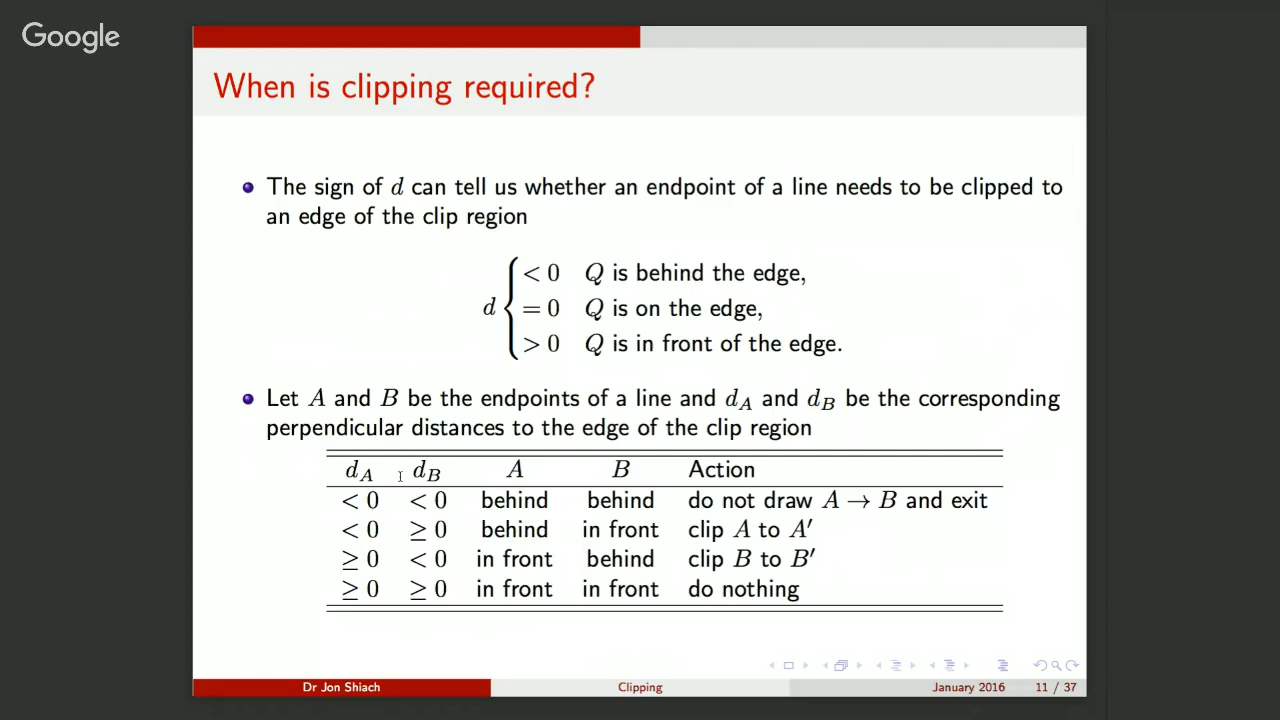 Google
When is clipping required?
The sign of d can tell us whether an endpoint of a line needs to be clipped to
an edge of the clip region
d { < 0 Q is behind the edge,
= 0 Q is on the edge,
> 0 Q is in front of the edge.
Let A and B be the endpoints of a line and d_A and d_B be the corresponding
perpendicular distances to the edge of the clip region
d_A d_B A B Action
< 0 < 0 behind behind do not draw A → B and exit
< 0 ≥ 0 behind in front clip A to A′
≥ 0 < 0 in front behind clip B to B′
≥ 0 ≥ 0 in front in front do nothing
Dr Jon Shiach Clipping January 2016 11 / 37